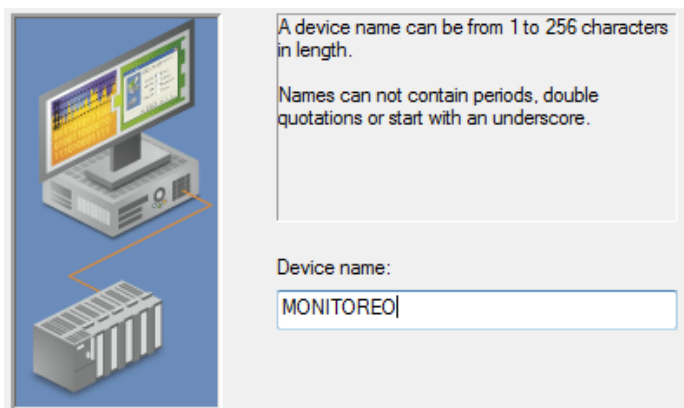 A device name can be from 1 to 256 characters
in length.
Names can not contain periods, double
quotations or start with an underscore.
Device name:
MONITOREO